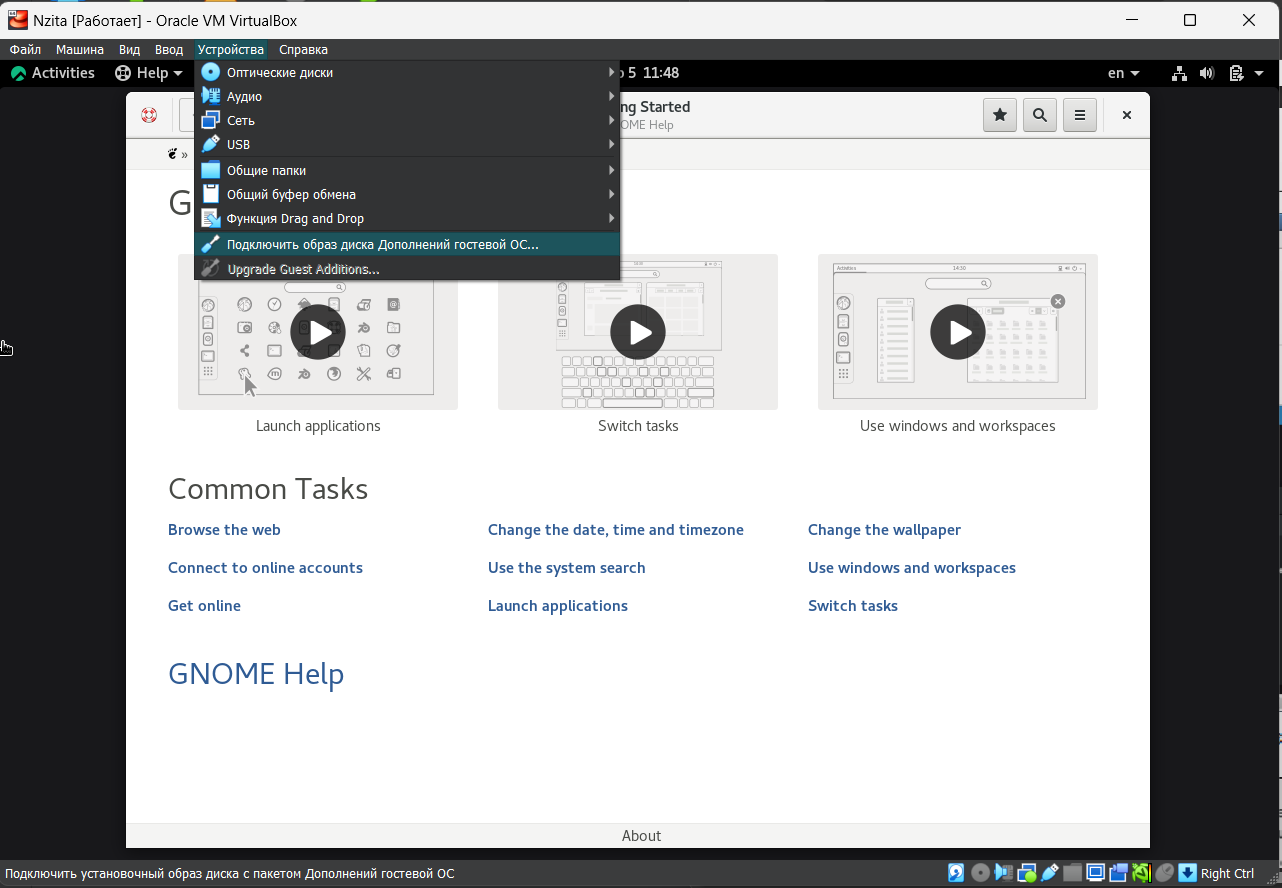 Nzita [Работает] - Oracle VM VirtualBox
Файл Машина Вид Ввод Устройства Справка
Activities Help 5 11:48 en
Оптические диски
Аудио
Сеть
USB
Общие папки
Общий буфер обмена
Функция Drag and Drop
Подключить образ диска Дополнений гостевой ОС...
Upgrade Guest Additions...
ng Started
OME Help
»
G
Activities 14:30
14:30
Launch applications Switch tasks Use windows and workspaces
Common Tasks
Browse the web Change the date, time and timezone Change the wallpaper
Connect to online accounts Use the system search Use windows and workspaces
Get online Launch applications Switch tasks
GNOME Help
About
Подключить установочный образ диска с пакетом Дополнений гостевой ОС Right Ctrl